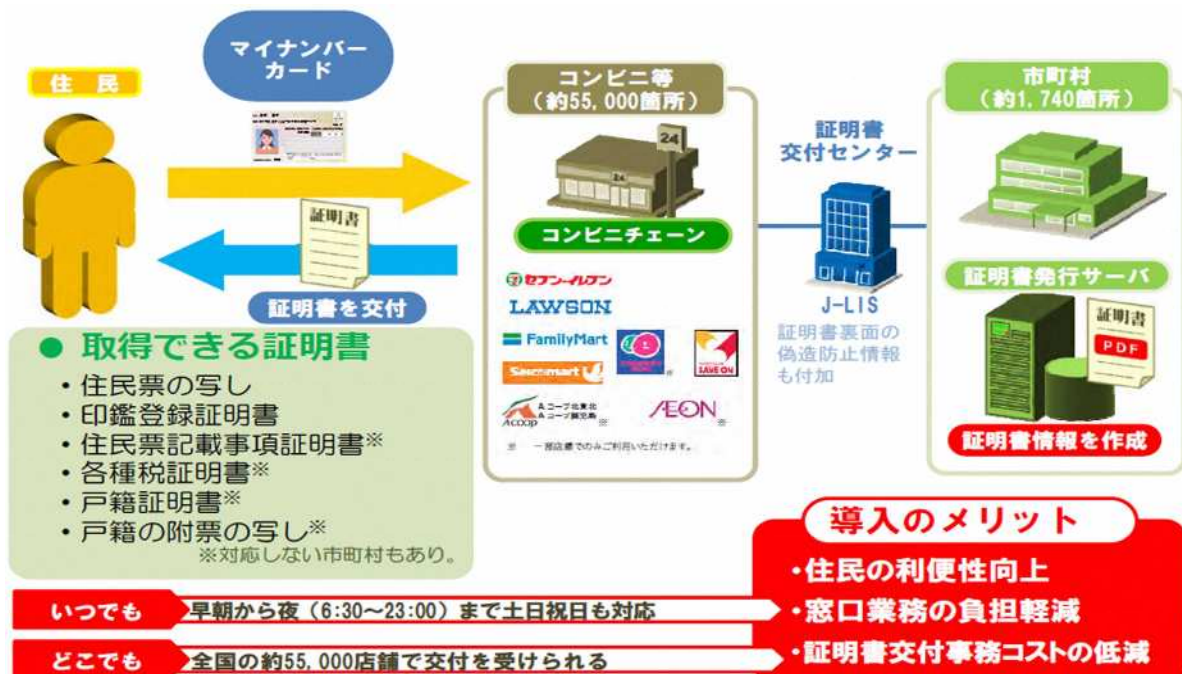 住 民
マイナンバー
カード
証明書
証明書を交付
● 取得できる証明書
・住民票の写し
・印鑑登録証明書
・住民票記載事項証明書※
・各種税証明書※
・戸籍証明書※
・戸籍の附票の写し※
※対応しない市町村もあり。
コンビニ等
(約55,000箇所)
24
24
コンビニチェーン
セブン-イレブン
LAWSON
FamilyMart
Seicomart
※
SAVE ON
Aコープ北東北
Aコープ鹿児島
ACOOP
※
ÆON
※
※ 一部店舗でのみご利用いただけます。
証明書
交付センター
J-LIS
証明書裏面の
偽造防止情報
も付加
市町村
(約1,740箇所)
証明書発行サーバ
証明書
PDF
証明書情報を作成
導入のメリット
・住民の利便性向上
・窓口業務の負担軽減
・証明書交付事務コストの低減
いつでも 早朝から夜(6:30~23:00)まで土日祝日も対応
どこでも 全国の約55,000店舗で交付を受けられる